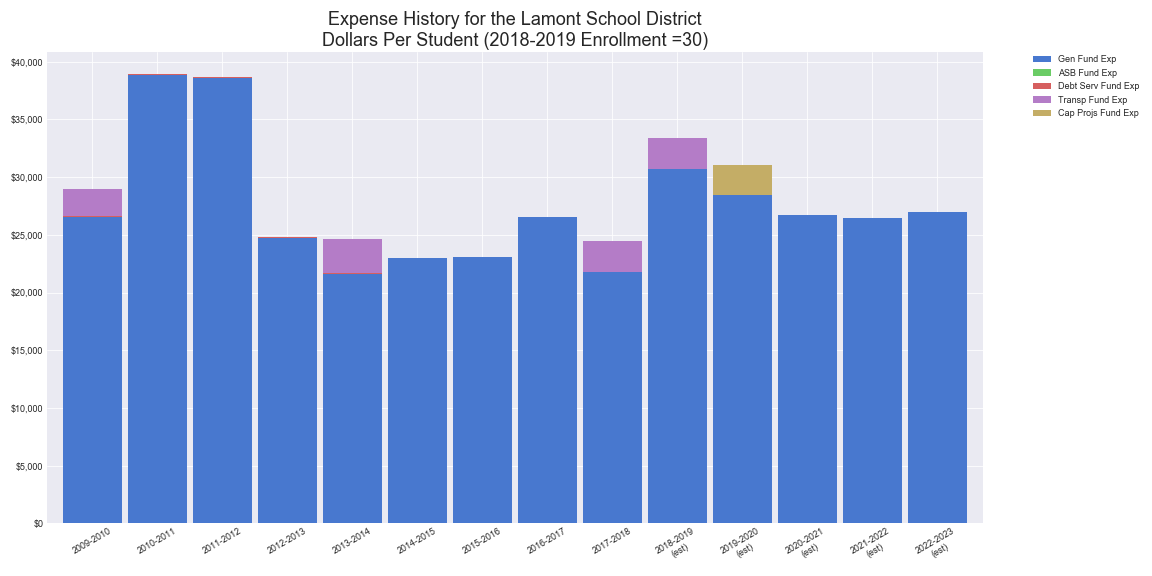 Expense History for the Lamont School District
Dollars Per Student (2018-2019 Enrollment =30)
Gen Fund Exp
ASB Fund Exp
Debt Serv Fund Exp
Transp Fund Exp
Cap Projs Fund Exp
$40,000
$35,000
$30,000
$25,000
$20,000
$15,000
$10,000
$5,000
$0
2009-2010
2010-2011
2011-2012
2012-2013
2013-2014
2014-2015
2015-2016
2016-2017
2017-2018
2018-2019
(est)
2019-2020
(est)
2020-2021
(est)
2021-2022
(est)
2022-2023
(est)